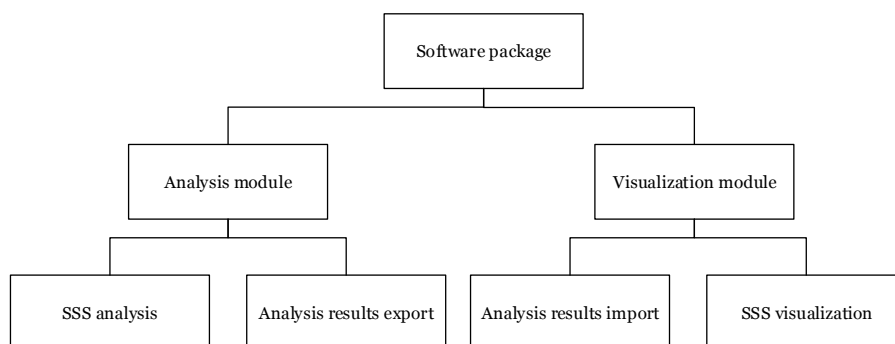 Software package
Analysis module
Visualization module
SSS analysis
Analysis results export
Analysis results import
SSS visualization